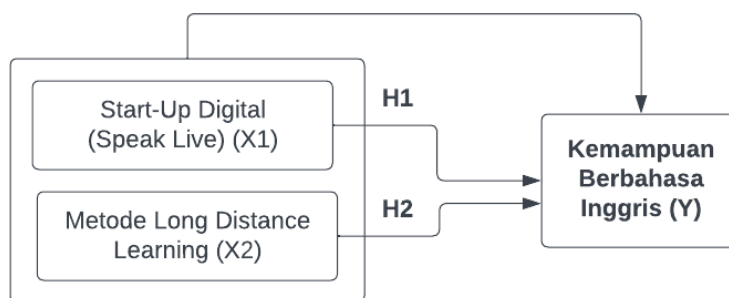 Start-Up Digital
(Speak Live) (X1)
H1
Metode Long Distance
Learning (X2)
H2
Kemampuan
Berbahasa
Inggris (Y)